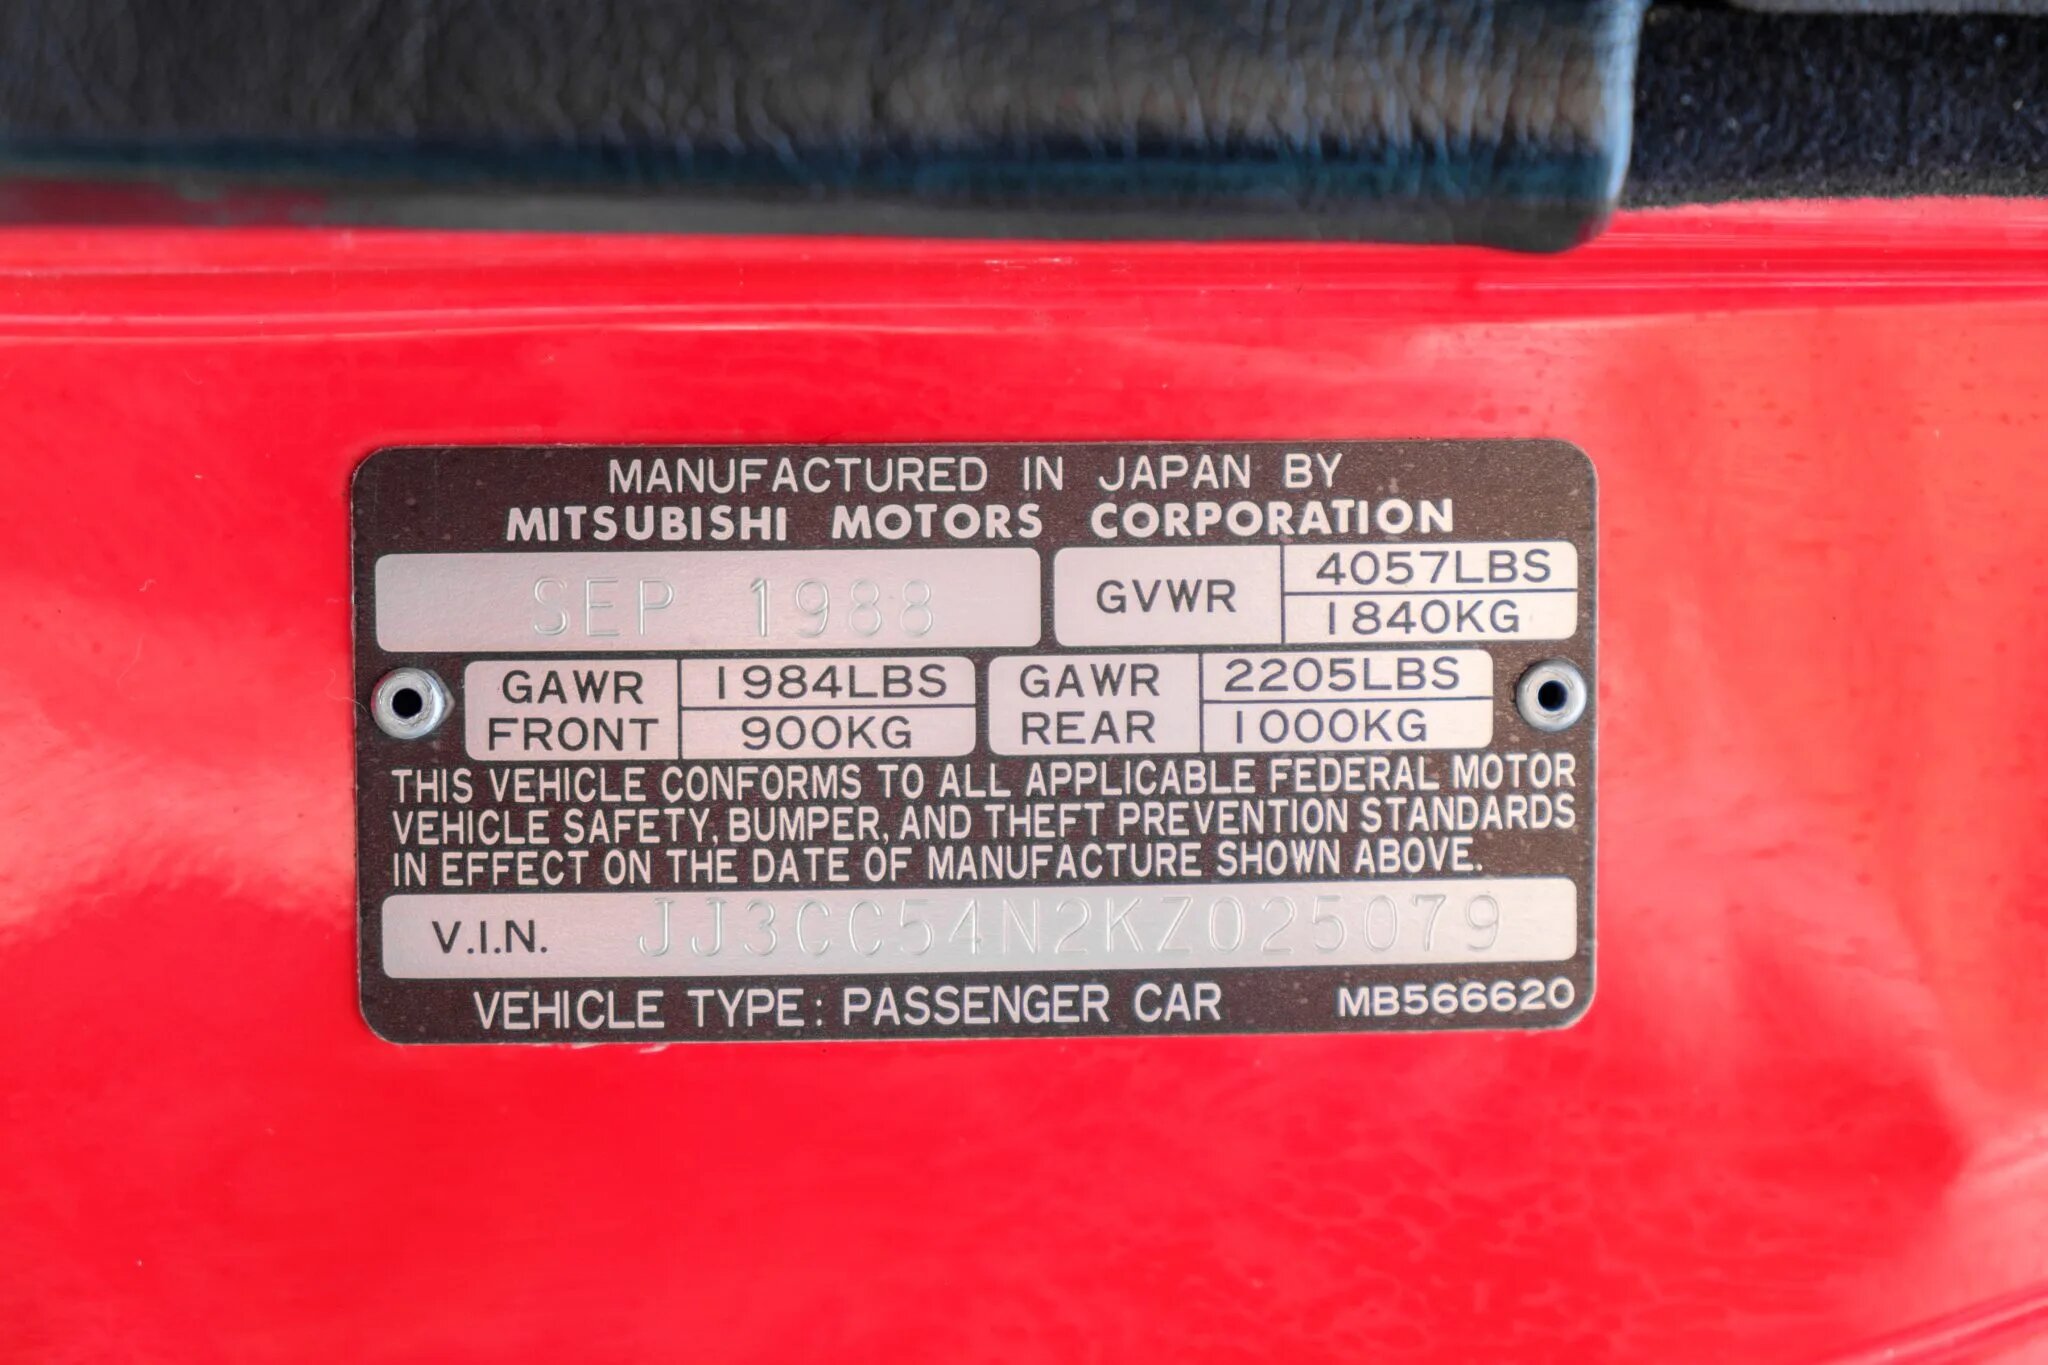 MANUFACTURED IN JAPAN BY
MITSUBISHI MOTORS CORPORATION
SEP 1988
GVWR
4057LBS
1840KG
GAWR
FRONT
1984LBS
900KG
GAWR
REAR
2205LBS
1000KG
THIS VEHICLE CONFORMS TO ALL APPLICABLE FEDERAL MOTOR
VEHICLE SAFETY, BUMPER, AND THEFT PREVENTION STANDARDS
IN EFFECT ON THE DATE OF MANUFACTURE SHOWN ABOVE.
V.I.N. JJ3CC54N2KZ025079
VEHICLE TYPE: PASSENGER CAR MB566620